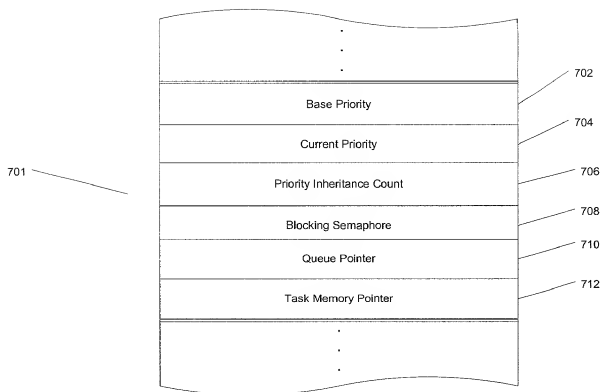 702
Base Priority
704
Current Priority
701
Priority Inheritance Count
706
Blocking Semaphore
708
Queue Pointer
710
Task Memory Pointer
712